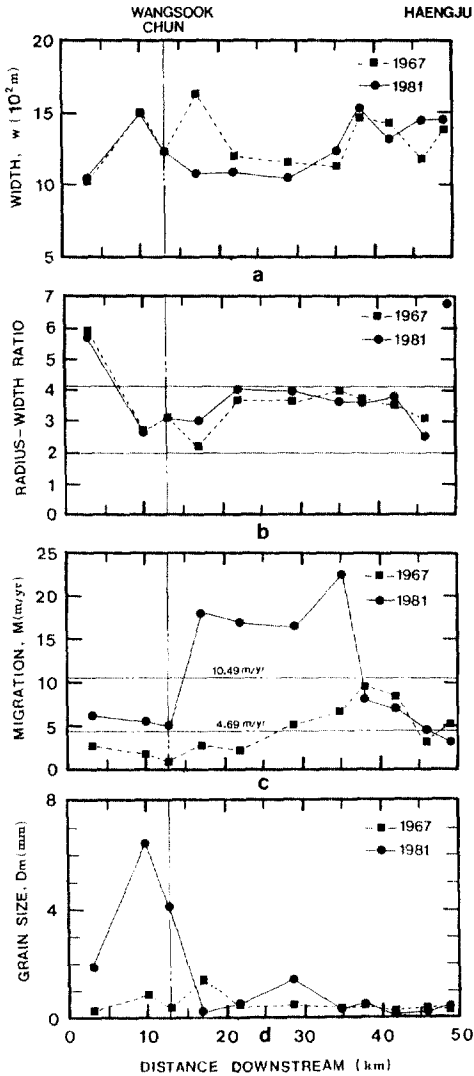 WANGSOOK CHUN
HAENGJU
WIDTH, w (10²m)
20
15
10
5
1967
1981
a
RADIUS-WIDTH RATIO
7
6
5
4
3
2
1
0
1967
1981
b
MIGRATION, M(m/yr)
25
20
15
10
5
0
1967
1981
10.49 m/yr
4.69 m/yr
c
GRAIN SIZE, Dm(mm)
8
4
0
1967
1981
0
10
20
d
30
40
50
DISTANCE DOWNSTREAM (km)